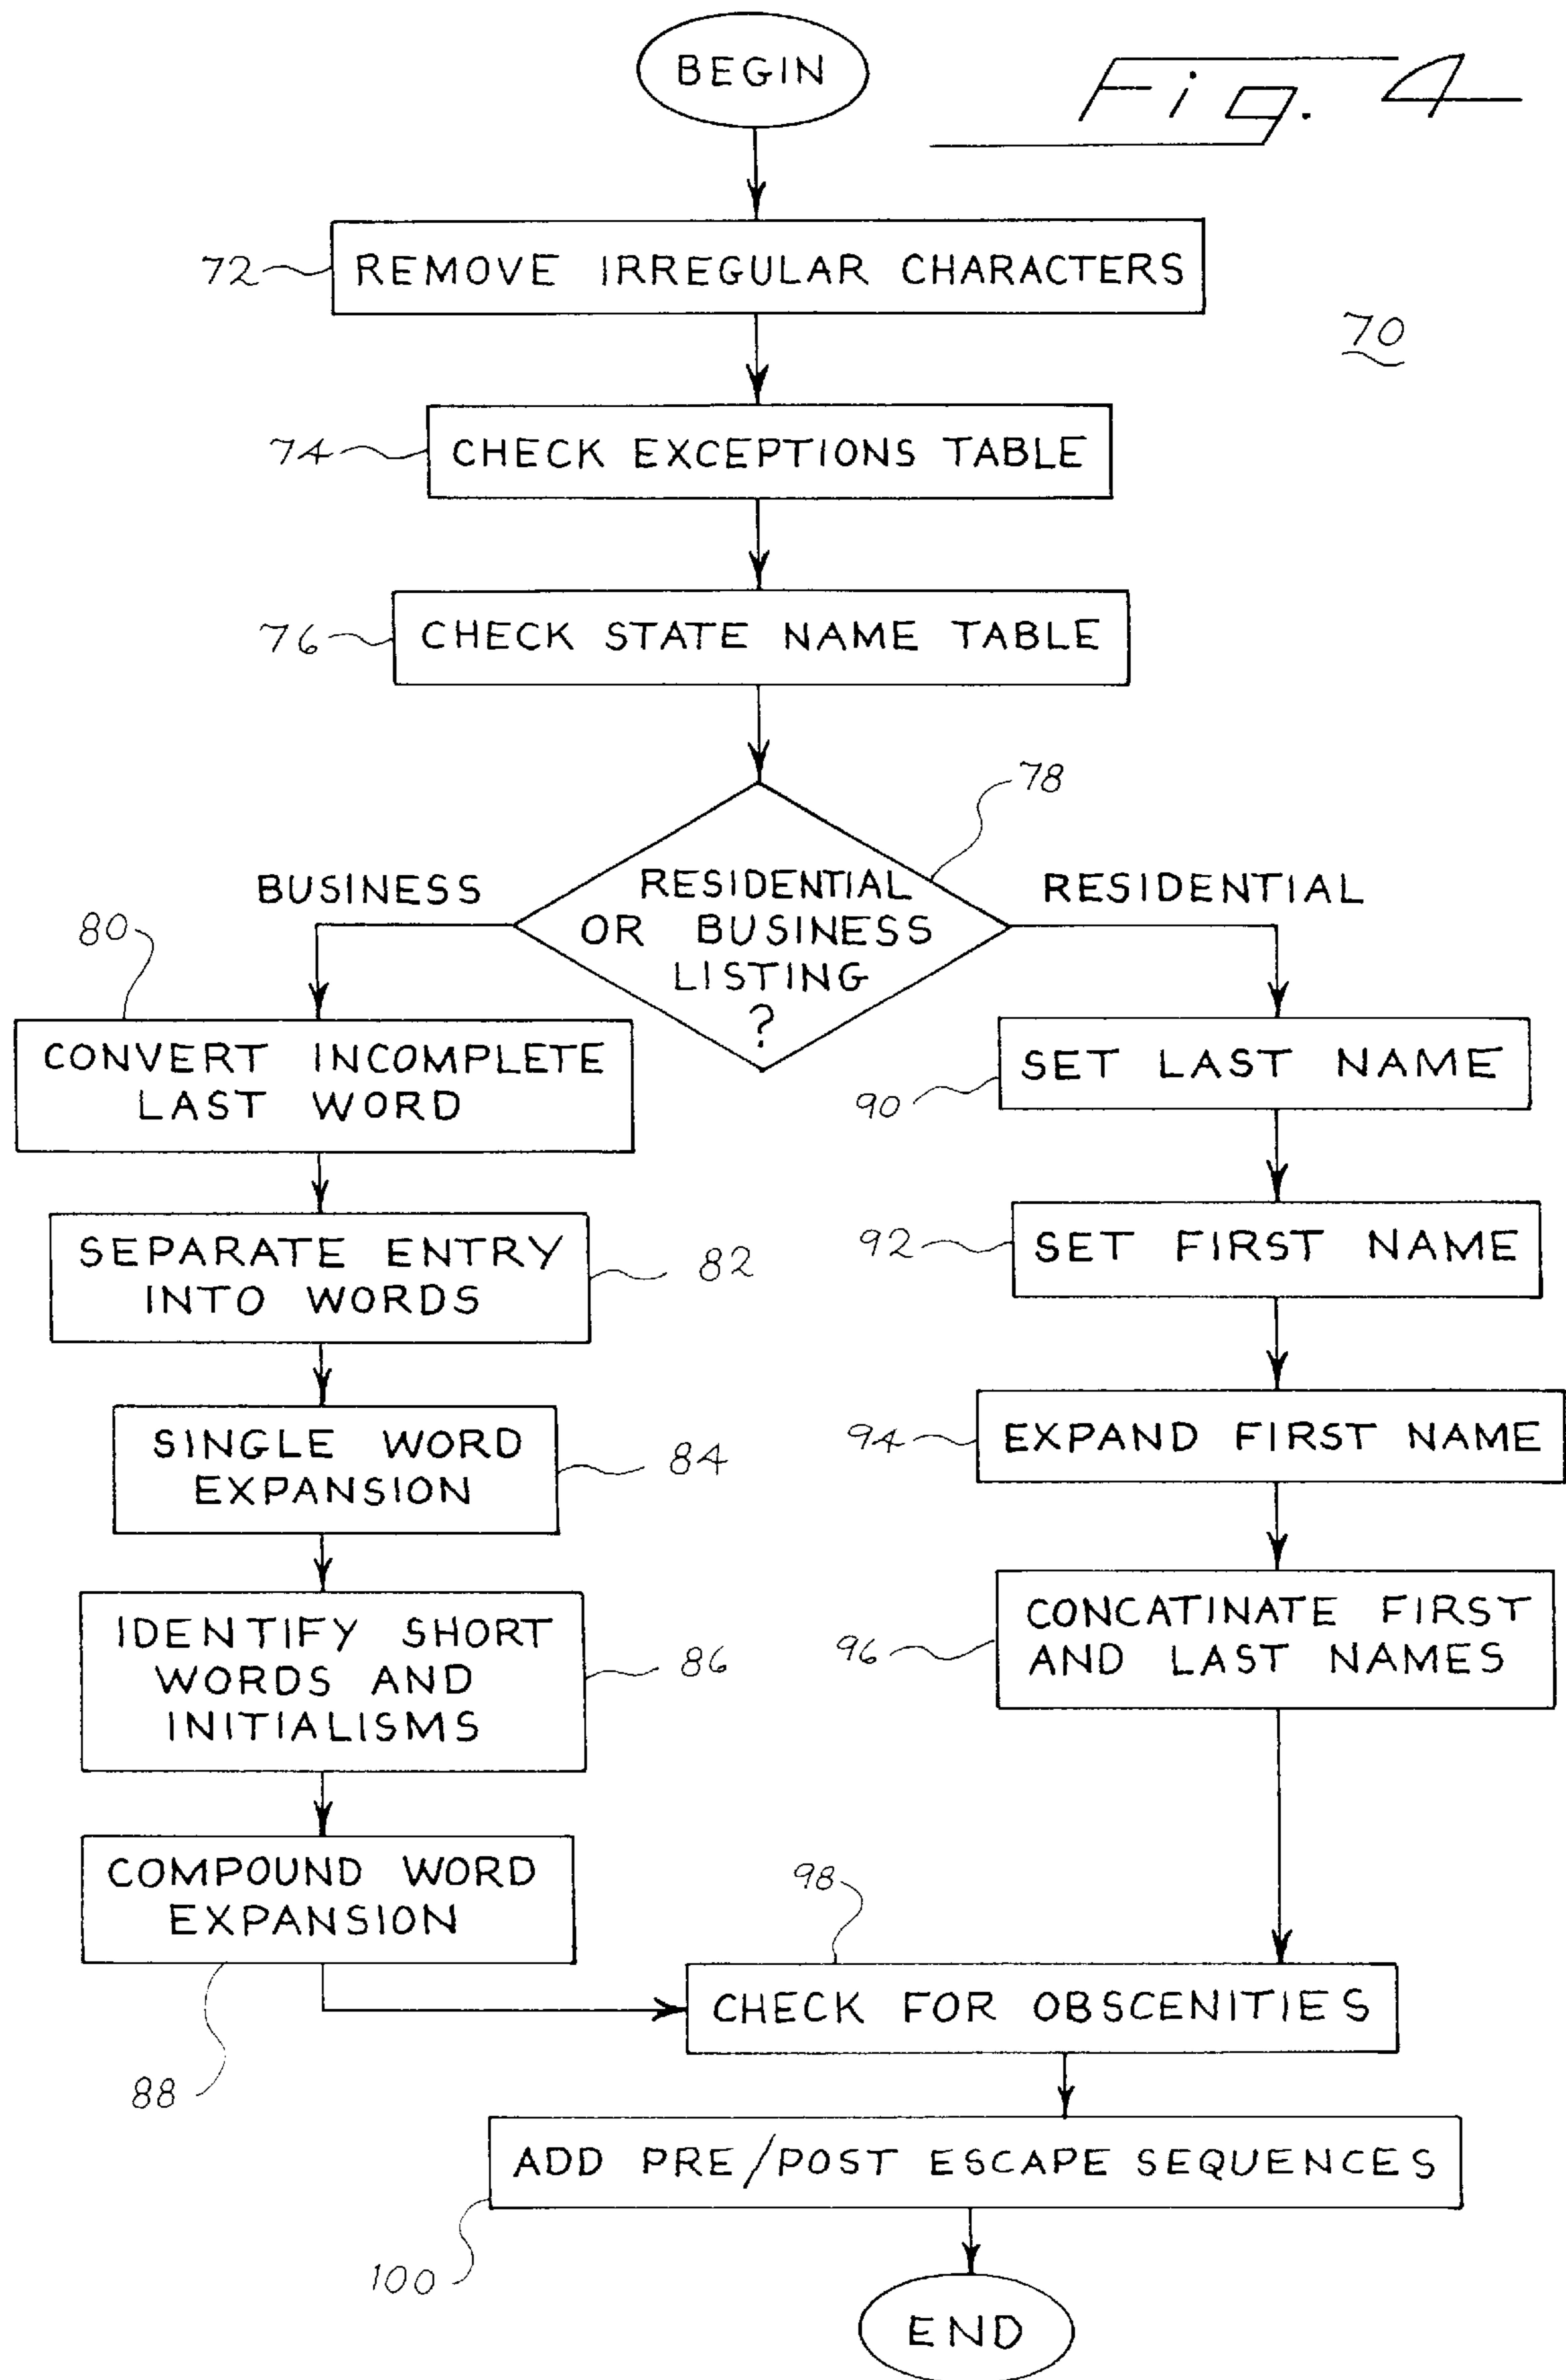 BEGIN
Fig. 4
72
REMOVE IRREGULAR CHARACTERS
70
74
CHECK EXCEPTIONS TABLE
76
CHECK STATE NAME TABLE
78
BUSINESS
RESIDENTIAL
OR BUSINESS
LISTING
?
RESIDENTIAL
80
CONVERT INCOMPLETE
LAST WORD
SEPARATE ENTRY
INTO WORDS
82
SINGLE WORD
EXPANSION
84
IDENTIFY SHORT
WORDS AND
INITIALISMS
86
COMPOUND WORD
EXPANSION
88
90
SET LAST NAME
92
SET FIRST NAME
94
EXPAND FIRST NAME
96
CONCATINATE FIRST
AND LAST NAMES
98
CHECK FOR OBSCENITIES
ADD PRE/POST ESCAPE SEQUENCES
100
END